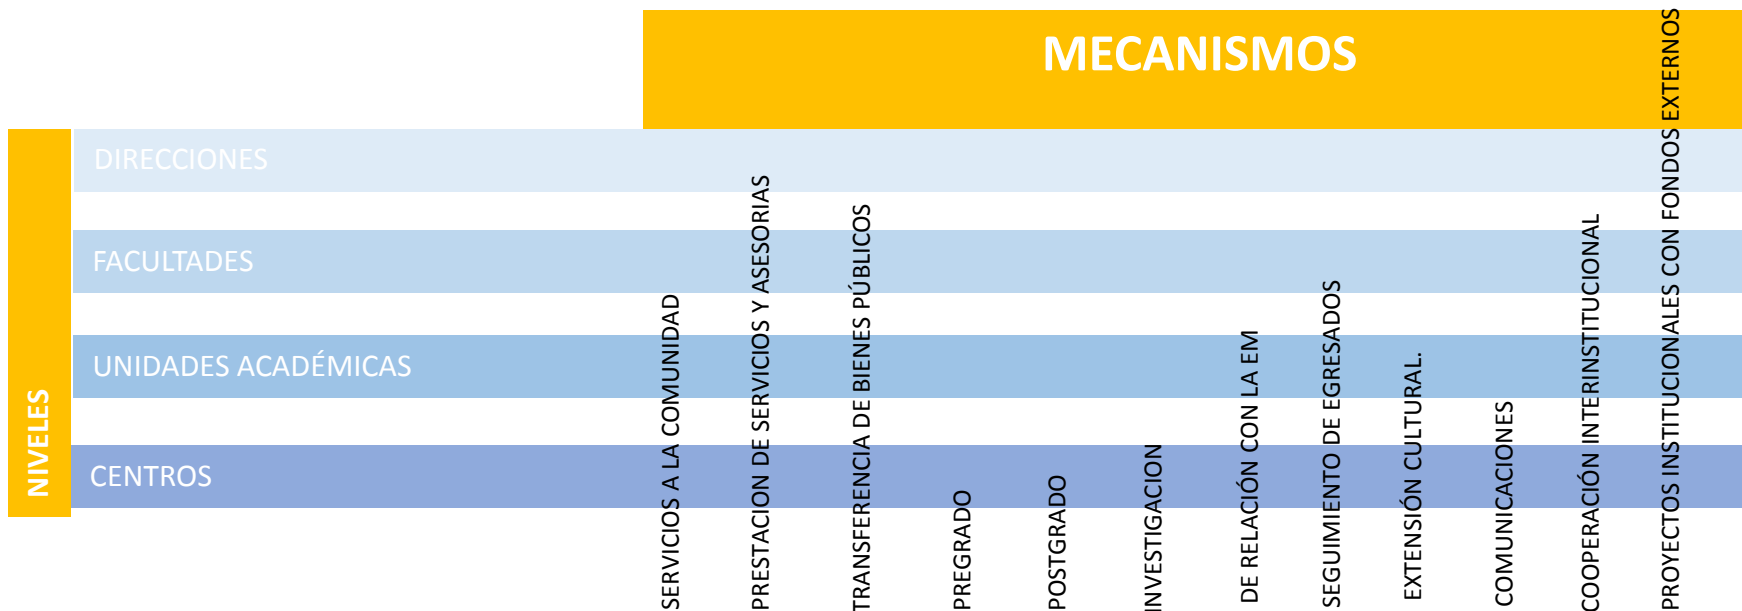 MECANISMOS
NIVELES
DIRECCIONES
FACULTADES
UNIDADES ACADÉMICAS
CENTROS
SERVICIOS A LA COMUNIDAD
PRESTACION DE SERVICIOS Y ASESORIAS
TRANSFERENCIA DE BIENES PÚBLICOS
PREGRADO
POSTGRADO
INVESTIGACION
DE RELACIÓN CON LA EM
SEGUIMIENTO DE EGRESADOS
EXTENSIÓN CULTURAL.
COMUNICACIONES
COOPERACIÓN INTERINSTITUCIONAL
PROYECTOS INSTITUCIONALES CON FONDOS EXTERNOS